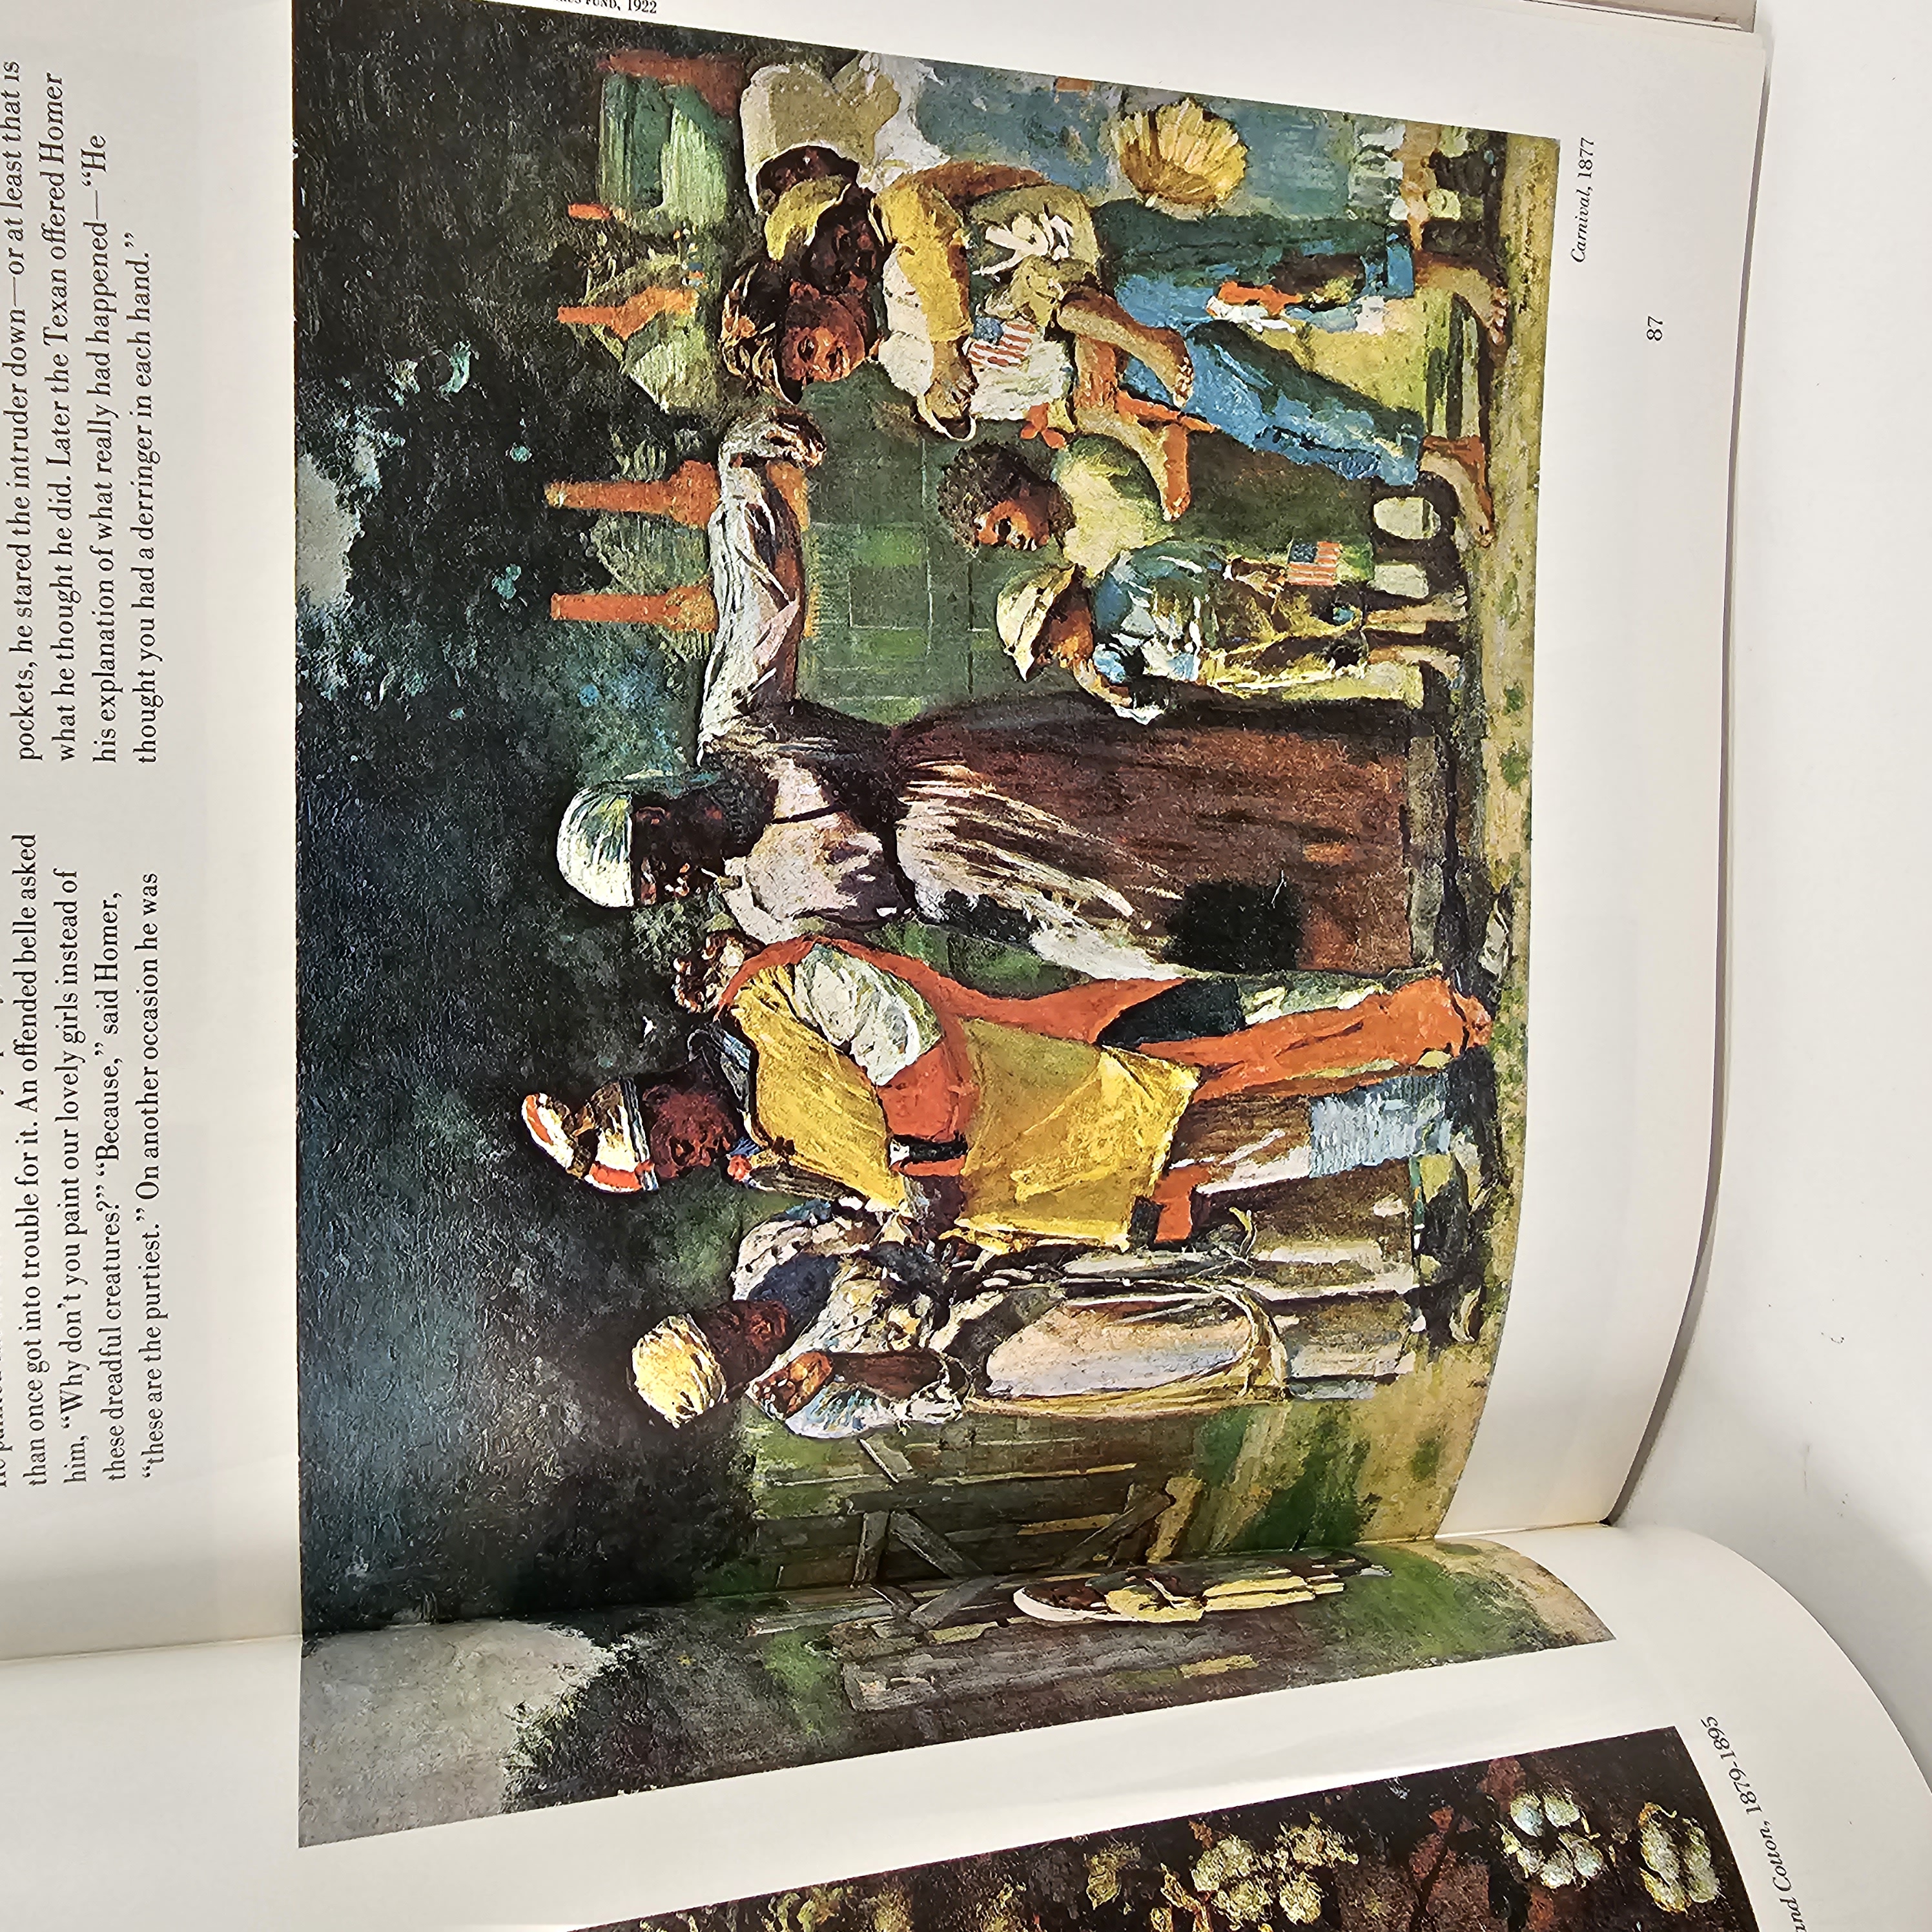 than once got into trouble for it. An offended belle asked
him, “Why don’t you paint our lovely girls instead of
these dreadful creatures?” “Because,” said Homer,
“these are the purtiest.” On another occasion he was
pockets, he stared the intruder down—or at least that is
what he thought he did. Later the Texan offered Homer
his explanation of what really had happened—“He
thought you had a derringer in each hand.”
Carnival, 1877
87
and Cotton, 1879-1895
FUND, 1922